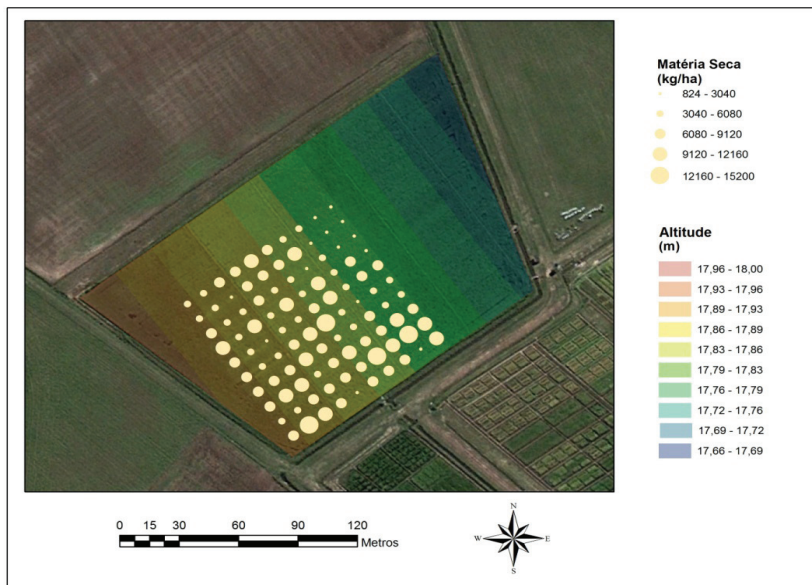 Matéria Seca
(kg/ha)
824 - 3040
3040 - 6080
6080 - 9120
9120 - 12160
12160 - 15200
Altitude
(m)
17,96 - 18,00
17,93 - 17,96
17,89 - 17,93
17,86 - 17,89
17,83 - 17,86
17,79 - 17,83
17,76 - 17,79
17,72 - 17,76
17,69 - 17,72
17,66 - 17,69
0 15 30 60 90 120
Metros
N
W E
S